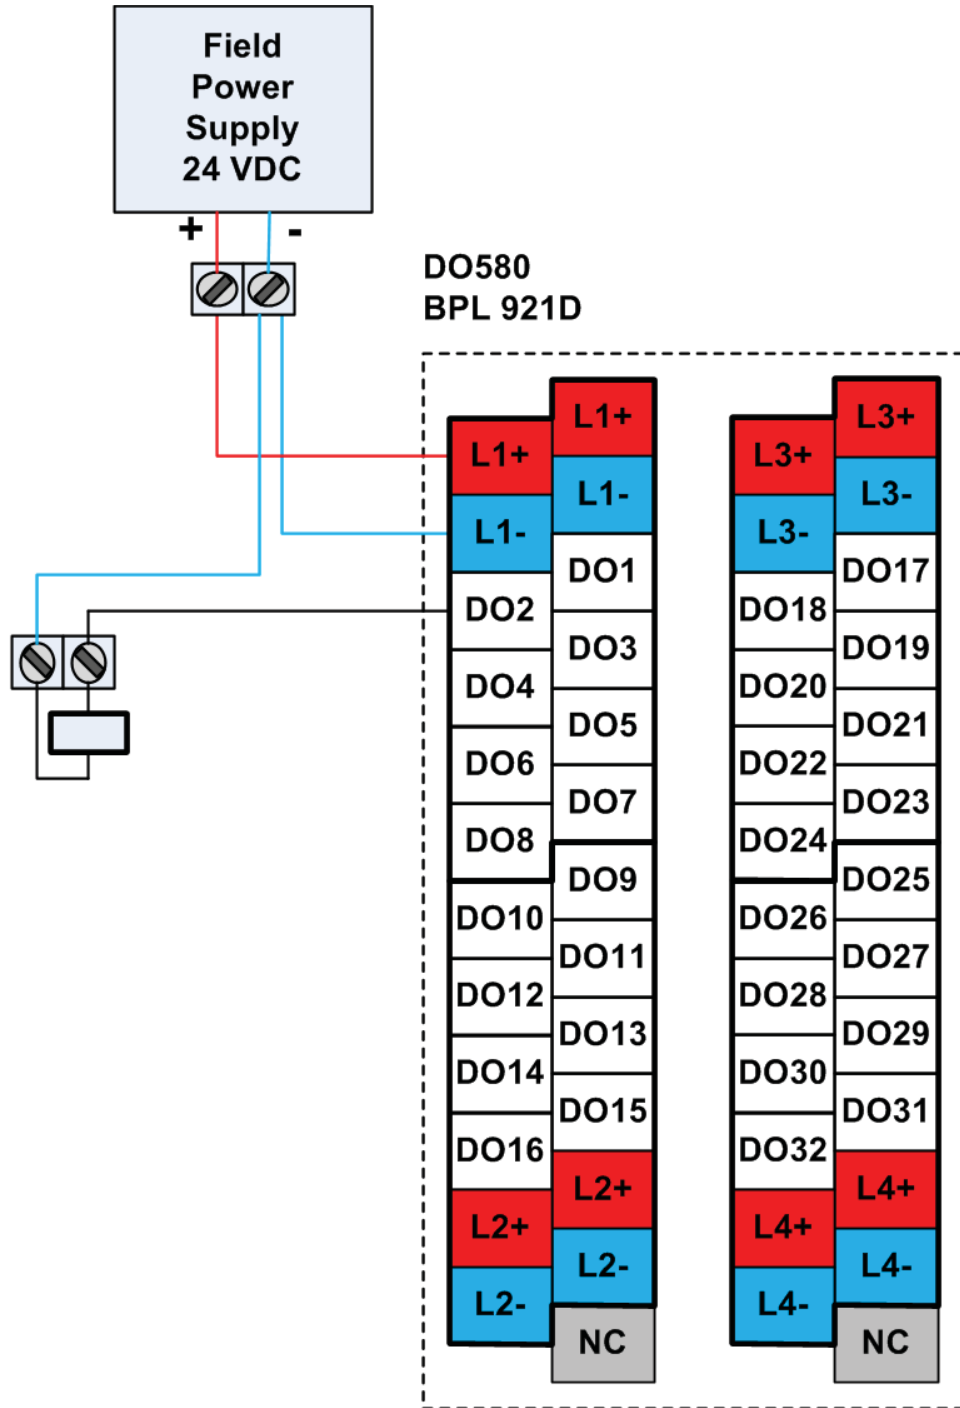 Field
Power
Supply
24 VDC
+ -
DO580
BPL 921D
L1+
L1+
L1-
L1-
DO1
DO2
DO3
DO4
DO5
DO6
DO7
DO8
DO9
DO10
DO11
DO12
DO13
DO14
DO15
DO16
L2+
L2+
L2-
L2-
NC
L3+
L3+
L3-
L3-
DO17
DO18
DO19
DO20
DO21
DO22
DO23
DO24
DO25
DO26
DO27
DO28
DO29
DO30
DO31
DO32
L4+
L4+
L4-
L4-
NC